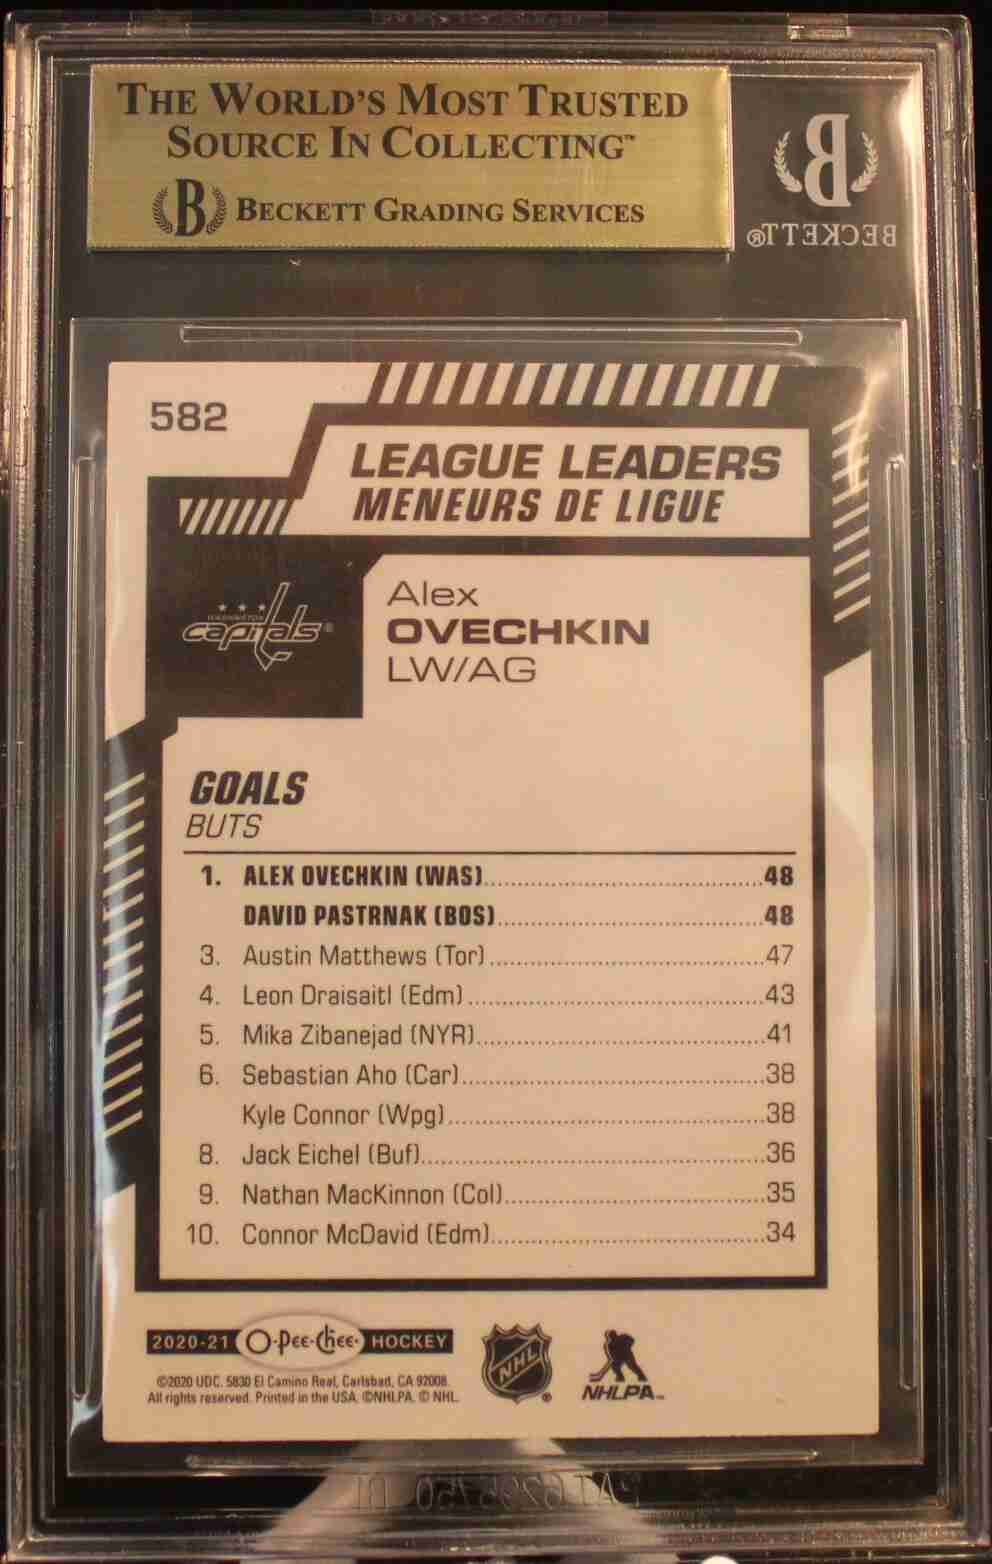 THE WORLD'S MOST TRUSTED
SOURCE IN COLLECTING™
B BECKETT GRADING SERVICES
B
BECKETT®
582
LEAGUE LEADERS
MENEURS DE LIGUE
WASHINGTON
capitals®
Alex
OVECHKIN
LW/AG
GOALS
BUTS
1. ALEX OVECHKIN (WAS)......48
DAVID PASTRNAK (BOS)......48
3. Austin Matthews (Tor)......47
4. Leon Draisaitl (Edm)......43
5. Mika Zibanejad (NYR)......41
6. Sebastian Aho (Car)......38
Kyle Connor (Wpg)......38
8. Jack Eichel (Buf)......36
9. Nathan MacKinnon (Col)......35
10. Connor McDavid (Edm)......34
2020-21 O-Pee-Chee® HOCKEY
©2020 UDC. 5830 El Camino Real, Carlsbad, CA 92008.
All rights reserved. Printed in the USA. ©NHLPA. © NHL.
NHL®
NHLPA™